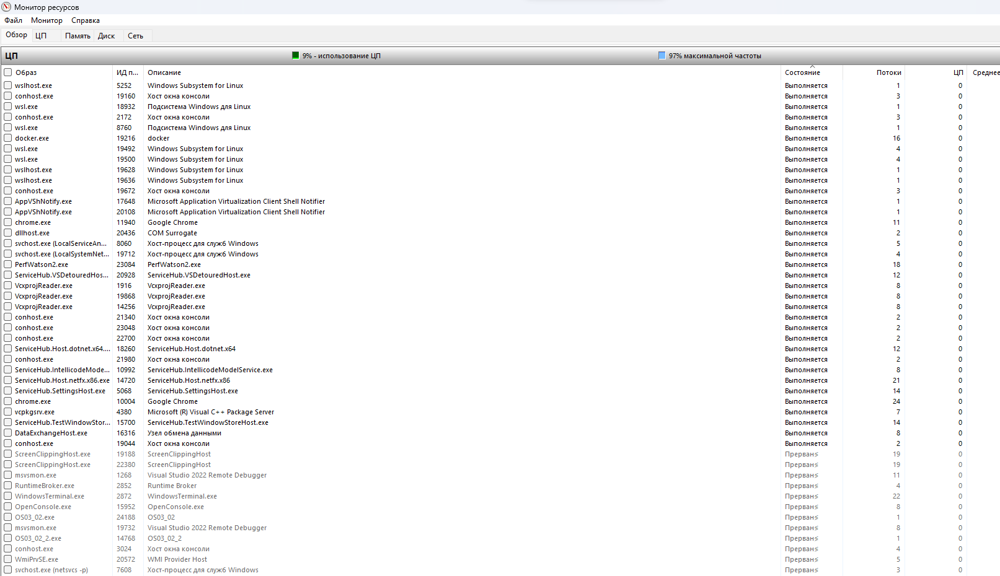 Монитор ресурсов
Файл Монитор Справка
Обзор ЦП Память Диск Сеть
ЦП 9% - использование ЦП 97% максимальной частоты
Образ ИД п... Описание Состояние Потоки ЦП Среднее
wslhost.exe 5252 Windows Subsystem for Linux Выполняется 1 0
conhost.exe 19160 Хост окна консоли Выполняется 3 0
wsl.exe 18932 Подсистема Windows для Linux Выполняется 1 0
conhost.exe 2172 Хост окна консоли Выполняется 3 0
wsl.exe 8760 Подсистема Windows для Linux Выполняется 1 0
docker.exe 19216 docker Выполняется 16 0
wsl.exe 19492 Windows Subsystem for Linux Выполняется 4 0
wsl.exe 19500 Windows Subsystem for Linux Выполняется 4 0
wslhost.exe 19628 Windows Subsystem for Linux Выполняется 1 0
wslhost.exe 19636 Windows Subsystem for Linux Выполняется 1 0
conhost.exe 19672 Хост окна консоли Выполняется 3 0
AppVShNotify.exe 17648 Microsoft Application Virtualization Client Shell Notifier Выполняется 1 0
AppVShNotify.exe 20108 Microsoft Application Virtualization Client Shell Notifier Выполняется 1 0
chrome.exe 11940 Google Chrome Выполняется 11 0
dllhost.exe 20436 COM Surrogate Выполняется 2 0
svchost.exe (LocalServiceAn... 8060 Хост-процесс для служб Windows Выполняется 5 0
svchost.exe (LocalSystemNet... 19712 Хост-процесс для служб Windows Выполняется 4 0
PerfWatson2.exe 23084 PerfWatson2.exe Выполняется 18 0
ServiceHub.VSDetouredHos... 20928 ServiceHub.VSDetouredHost.exe Выполняется 12 0
VcxprojReader.exe 1916 VcxprojReader.exe Выполняется 8 0
VcxprojReader.exe 19868 VcxprojReader.exe Выполняется 8 0
VcxprojReader.exe 14256 VcxprojReader.exe Выполняется 8 0
conhost.exe 21340 Хост окна консоли Выполняется 2 0
conhost.exe 23048 Хост окна консоли Выполняется 2 0
conhost.exe 22700 Хост окна консоли Выполняется 2 0
ServiceHub.Host.dotnet.x64.... 18260 ServiceHub.Host.dotnet.x64 Выполняется 12 0
conhost.exe 21980 Хост окна консоли Выполняется 2 0
ServiceHub.IntellicodeMode... 10992 ServiceHub.IntellicodeModelService.exe Выполняется 8 0
ServiceHub.Host.netfx.x86.exe 14720 ServiceHub.Host.netfx.x86 Выполняется 21 0
ServiceHub.SettingsHost.exe 5068 ServiceHub.SettingsHost.exe Выполняется 14 0
chrome.exe 10004 Google Chrome Выполняется 24 0
vcpkgsrv.exe 4380 Microsoft (R) Visual C++ Package Server Выполняется 7 0
ServiceHub.TestWindowStor... 15700 ServiceHub.TestWindowStoreHost.exe Выполняется 14 0
DataExchangeHost.exe 16316 Узел обмена данными Выполняется 8 0
conhost.exe 19044 Хост окна консоли Выполняется 2 0
ScreenClippingHost.exe 19188 ScreenClippingHost Прерван≤ 19 0
ScreenClippingHost.exe 22380 ScreenClippingHost Прерван≤ 19 0
msvsmon.exe 1268 Visual Studio 2022 Remote Debugger Прерван≤ 11 0
RuntimeBroker.exe 2852 Runtime Broker Прерван≤ 4 0
WindowsTerminal.exe 2872 WindowsTerminal.exe Прерван≤ 22 0
OpenConsole.exe 15952 OpenConsole.exe Прерван≤ 8 0
OS03_02.exe 24188 OS03_02 Прерван≤ 1 0
msvsmon.exe 19732 Visual Studio 2022 Remote Debugger Прерван≤ 8 0
OS03_02_2.exe 14768 OS03_02_2 Прерван≤ 1 0
conhost.exe 3024 Хост окна консоли Прерван≤ 4 0
WmiPrvSE.exe 20572 WMI Provider Host Прерван≤ 5 0
svchost.exe (netsvcs -p) 7608 Хост-процесс для служб Windows Прерван≤ 3 0